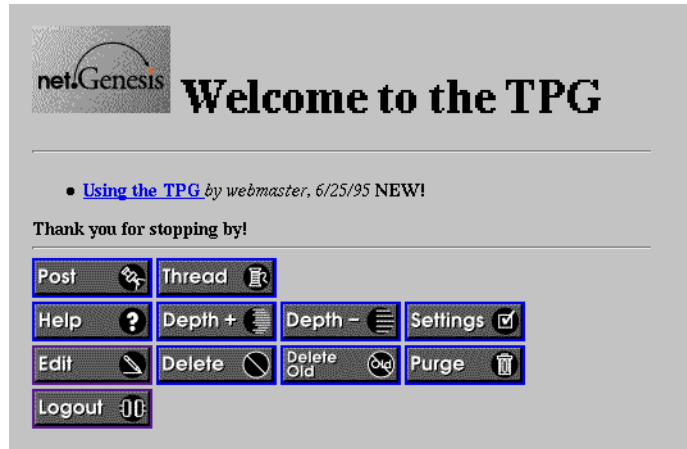 net.Genesis
Welcome to the TPG
Using the TPG by webmaster, 6/25/95 NEW!
Thank you for stopping by!
Post Thread
Help ? Depth + Depth - Settings
Edit Delete Delete Old Old Purge
Logout